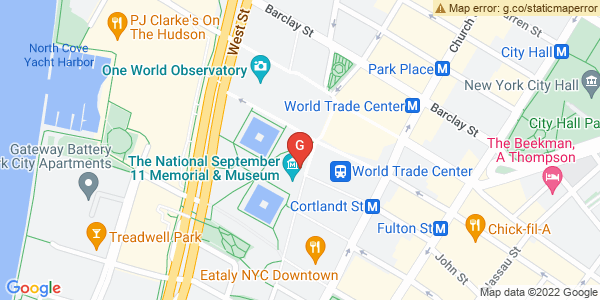 Map error: g.co/staticmaperror
PJ Clarke's On
The Hudson
Barclay St
Warren St
West St
Church
North Cove
Yacht Harbor
City Hall M
One World Observatory
Park Place M
New York City Hall
World Trade Center M
Barclay St
City Hall Pa
Gateway Battery
rk City Apartments
G
The National September
11 Memorial & Museum
The Beekman,
A Thompson
World Trade Center
Cortlandt St M
Fulton St M
Chick-fil-A
Treadwell Park
Eataly NYC Downtown
John St
Nassau St
Google
Map data ©2022 Google